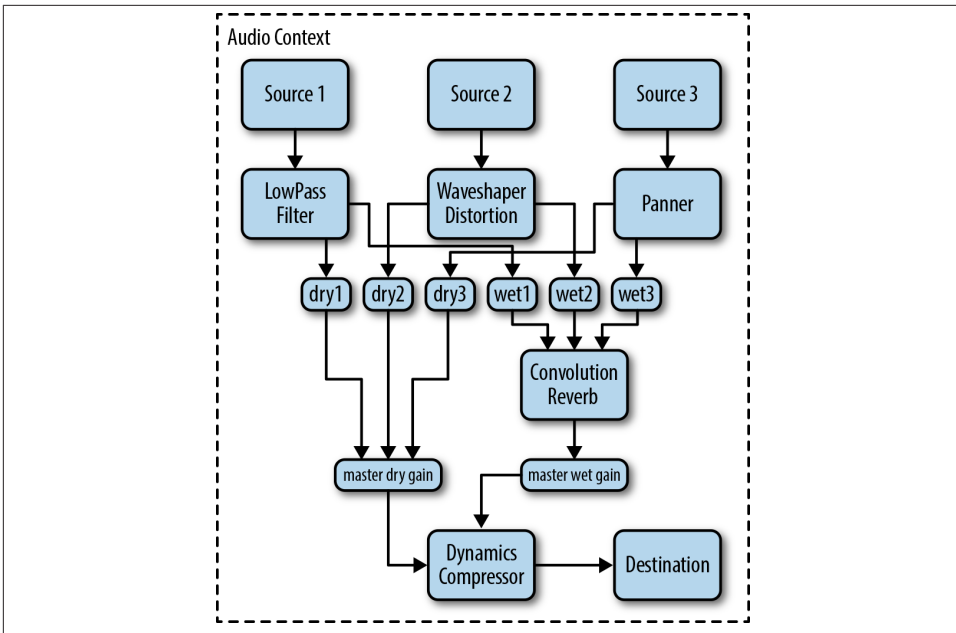 Audio Context
Source 1
Source 2
Source 3
LowPass
Filter
Waveshaper
Distortion
Panner
dry1
dry2
dry3
wet1
wet2
wet3
Convolution
Reverb
master dry gain
master wet gain
Dynamics
Compressor
Destination